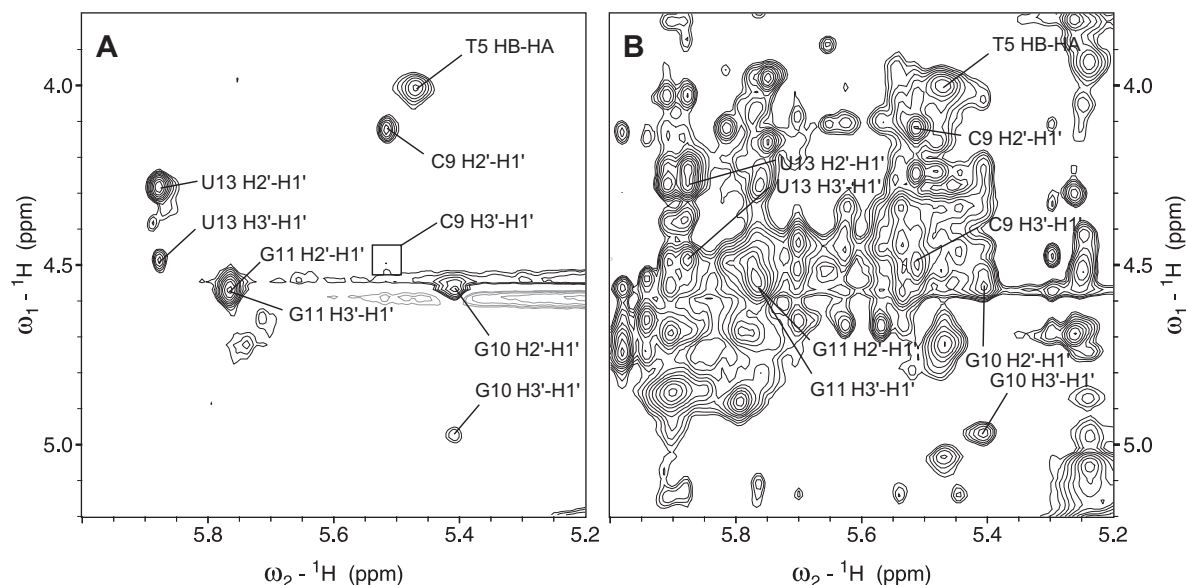 A
T5 HB-HA
C9 H2'-H1'
U13 H2'-H1'
U13 H3'-H1'
C9 H3'-H1'
G11 H2'-H1'
G11 H3'-H1'
G10 H2'-H1'
G10 H3'-H1'
4.0
4.5
5.0
ω1 - 1H (ppm)
5.8
5.6
5.4
ω2 - 1H (ppm)
B
T5 HB-HA
C9 H2'-H1'
U13 H2'-H1'
U13 H3'-H1'
C9 H3'-H1'
G11 H2'-H1'
G10 H2'-H1'
G11 H3'-H1'
G10 H3'-H1'
4.0
4.5
5.0
ω1 - 1H (ppm)
5.8
5.6
5.4
5.2
ω2 - 1H (ppm)